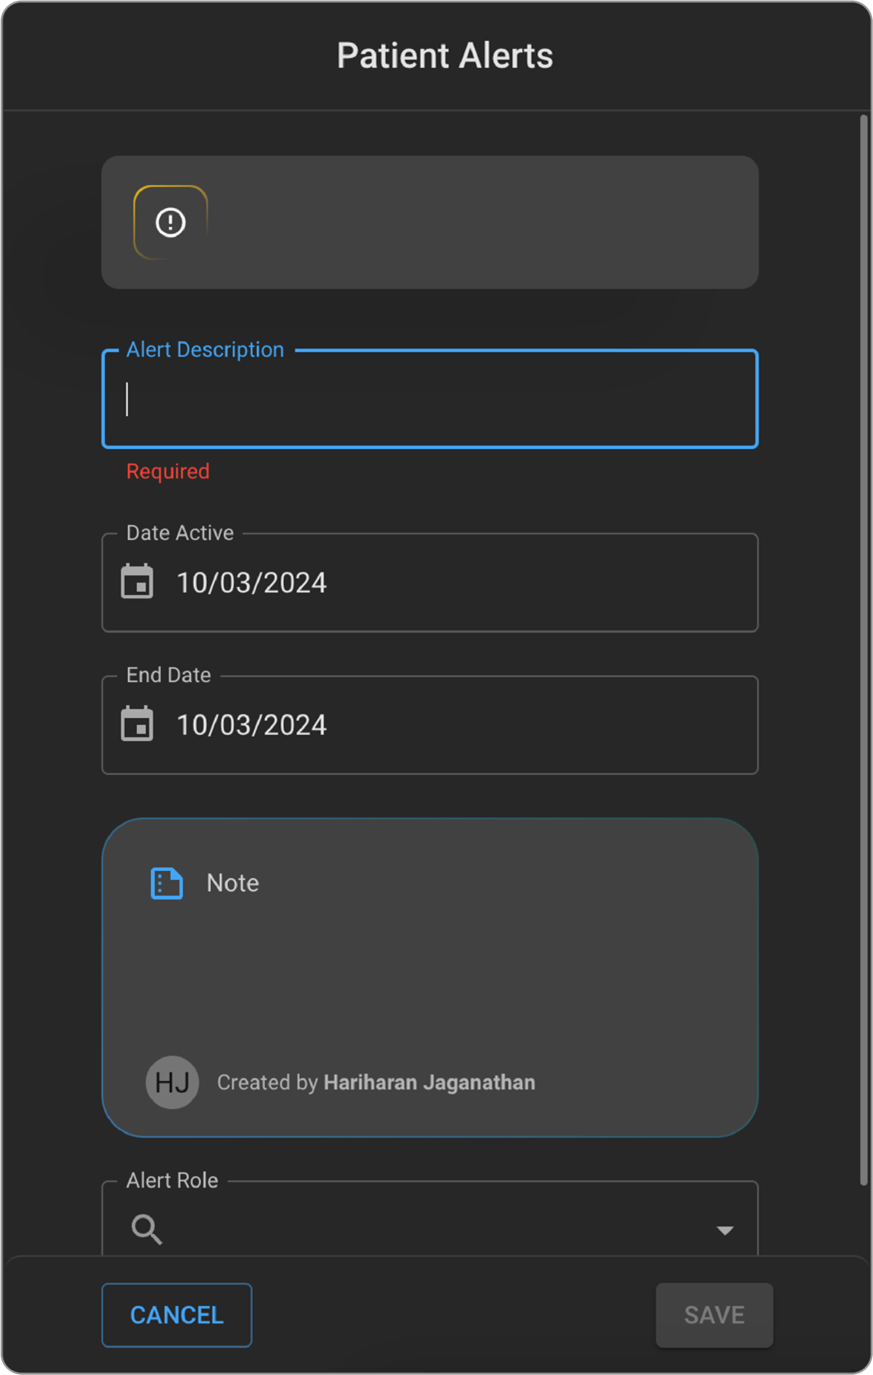 Patient Alerts
Alert Description
Required
Date Active
10/03/2024
End Date
10/03/2024
Note
HJ Created by Hariharan Jaganathan
Alert Role
CANCEL SAVE